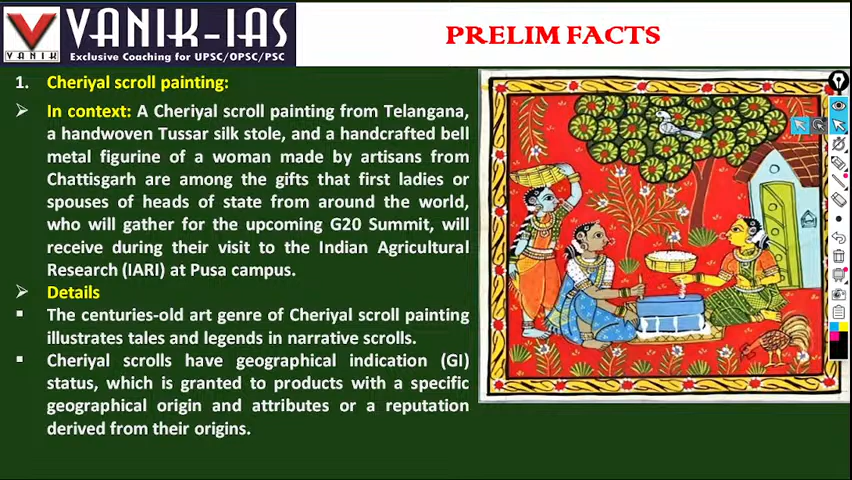 VANIK-IAS
VANIK
Exclusive Coaching for UPSC/OPSC/PSC
PRELIM FACTS
1. Cheriyal scroll painting:
➢ In context: A Cheriyal scroll painting from Telangana,
a handwoven Tussar silk stole, and a handcrafted bell
metal figurine of a woman made by artisans from
Chattisgarh are among the gifts that first ladies or
spouses of heads of state from around the world,
who will gather for the upcoming G20 Summit, will
receive during their visit to the Indian Agricultural
Research (IARI) at Pusa campus.
➢ Details
▪ The centuries-old art genre of Cheriyal scroll painting
illustrates tales and legends in narrative scrolls.
▪ Cheriyal scrolls have geographical indication (GI)
status, which is granted to products with a specific
geographical origin and attributes or a reputation
derived from their origins.